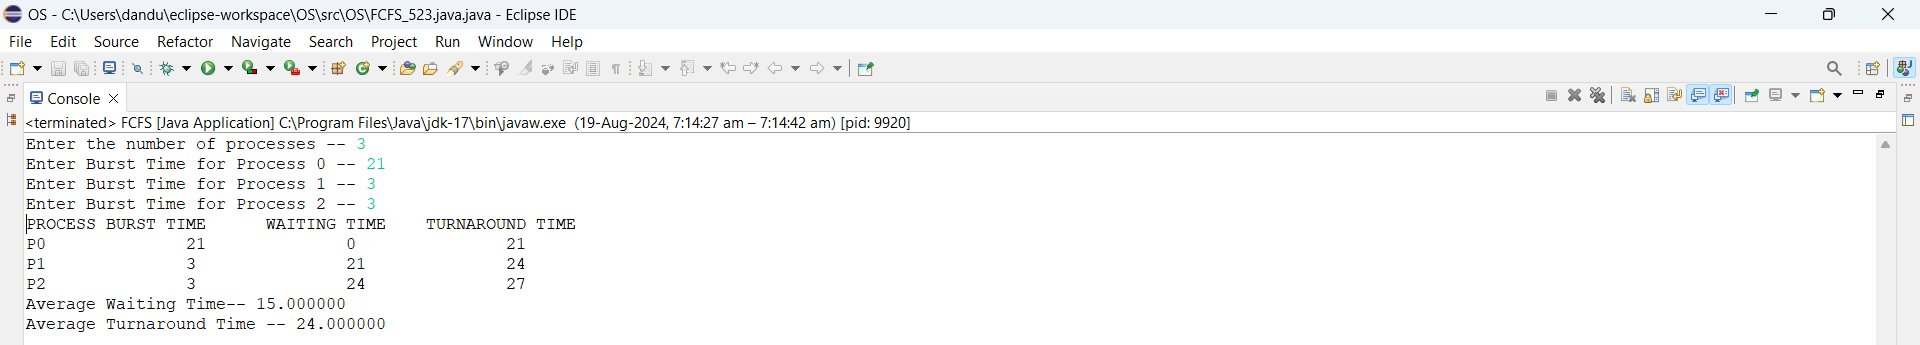 OS - C:\Users\dandu\eclipse-workspace\OS\src\OS\FCFS_523.java.java - Eclipse IDE
File Edit Source Refactor Navigate Search Project Run Window Help
Console
<terminated> FCFS [Java Application] C:\Program Files\Java\jdk-17\bin\javaw.exe (19-Aug-2024, 7:14:27 am – 7:14:42 am) [pid: 9920]
Enter the number of processes -- 3
Enter Burst Time for Process 0 -- 21
Enter Burst Time for Process 1 -- 3
Enter Burst Time for Process 2 -- 3
PROCESS BURST TIME WAITING TIME TURNAROUND TIME
P0 21 0 21
P1 3 21 24
P2 3 24 27
Average Waiting Time-- 15.000000
Average Turnaround Time -- 24.000000